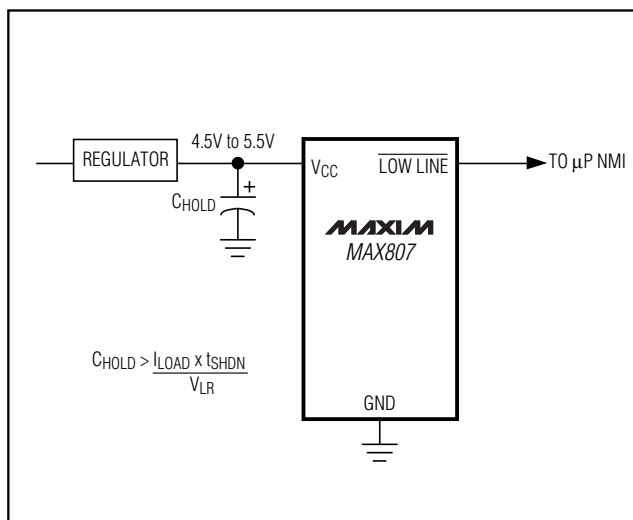 4.5V to 5.5V
REGULATOR
VCC
LOW LINE
TO μP NMI
+
CHOLD
MAXIM
MAX807
CHOLD > ILOAD x tSHDN
VLR
GND